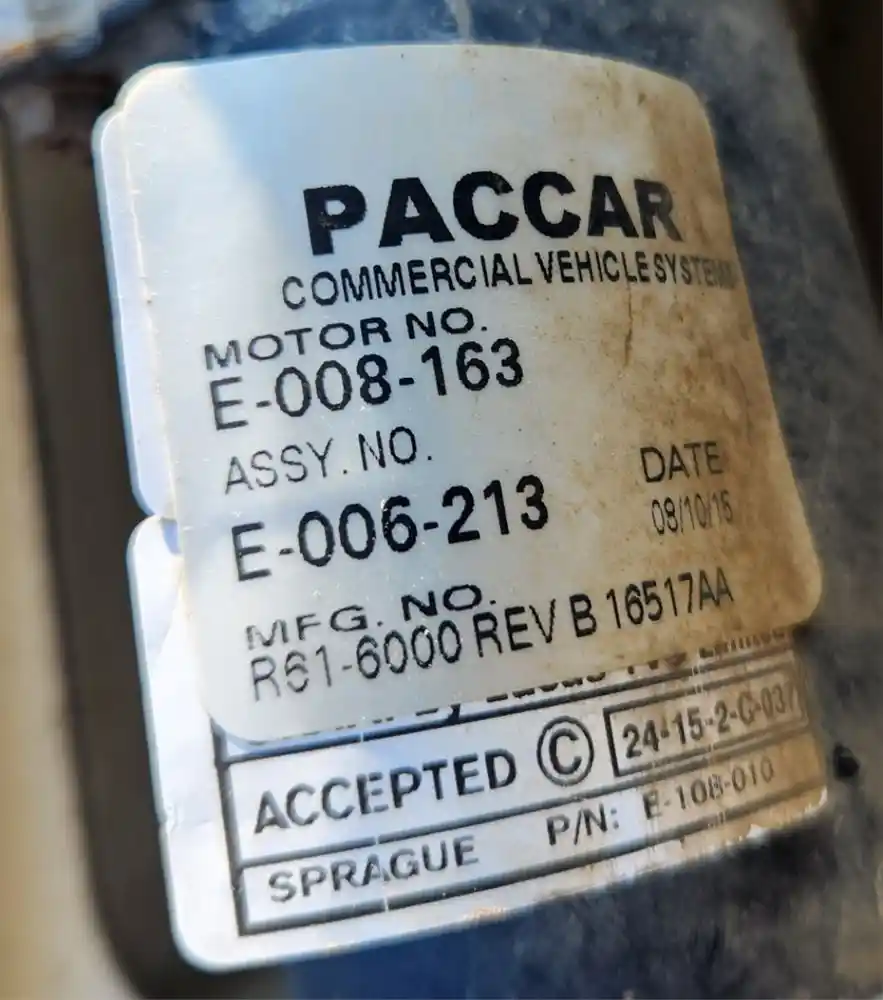 PACCAR
COMMERCIAL VEHICLE SYSTEMS
MOTOR NO.
E-008-163
ASSY. NO.
E-006-213
DATE
08/10/15
MFG. NO.
R61-6000 REV B 16517AA
ACCEPTED © 24-15-2-G-037
SPRAGUE P/N: E-108-010